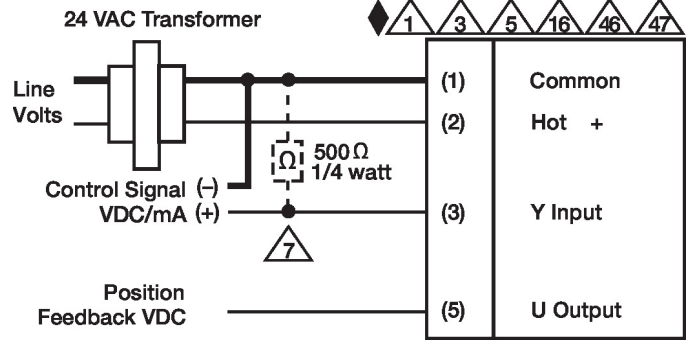 24 VAC Transformer
1 3 5 16 46 47
Line
Volts
(1) Common
(2) Hot +
Ω
500 Ω
1/4 watt
Control Signal (–)
VDC/mA (+)
(3) Y Input
7
Position
Feedback VDC
(5) U Output